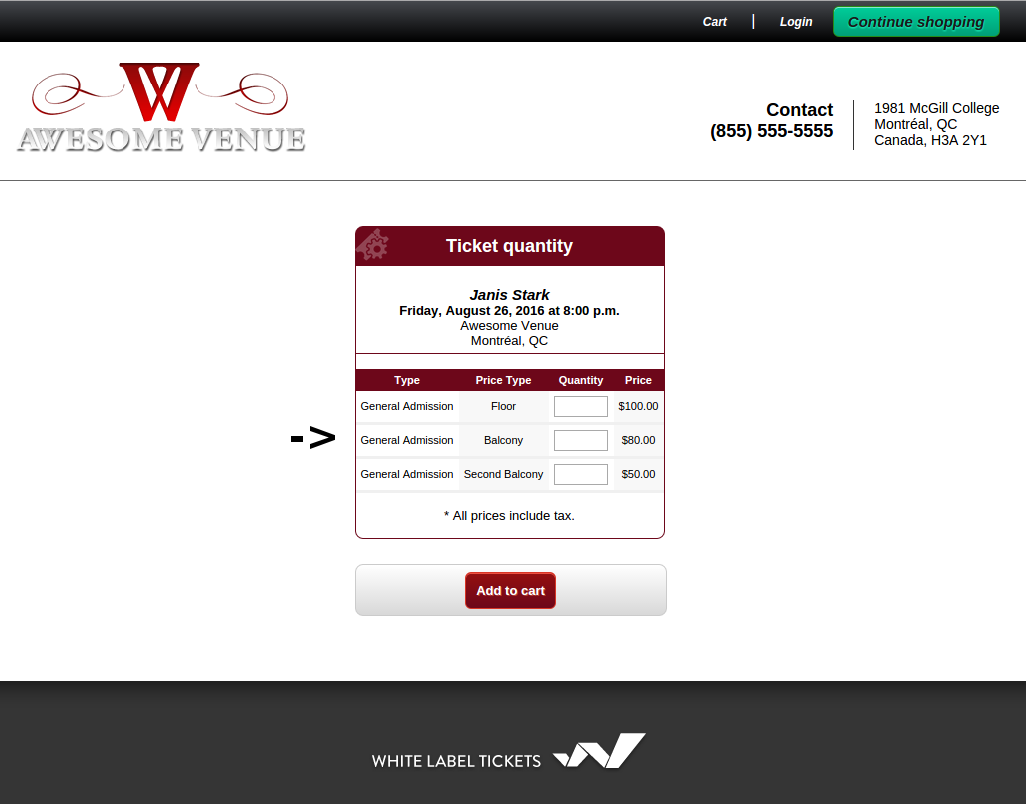 Cart | Login Continue shopping
W
AWESOME VENUE
Contact
(855) 555-5555
1981 McGill College
Montréal, QC
Canada, H3A 2Y1
Ticket quantity
Janis Stark
Friday, August 26, 2016 at 8:00 p.m.
Awesome Venue
Montréal, QC
Type Price Type Quantity Price
General Admission Floor $100.00
-> General Admission Balcony $80.00
General Admission Second Balcony $50.00
* All prices include tax.
Add to cart
WHITE LABEL TICKETS